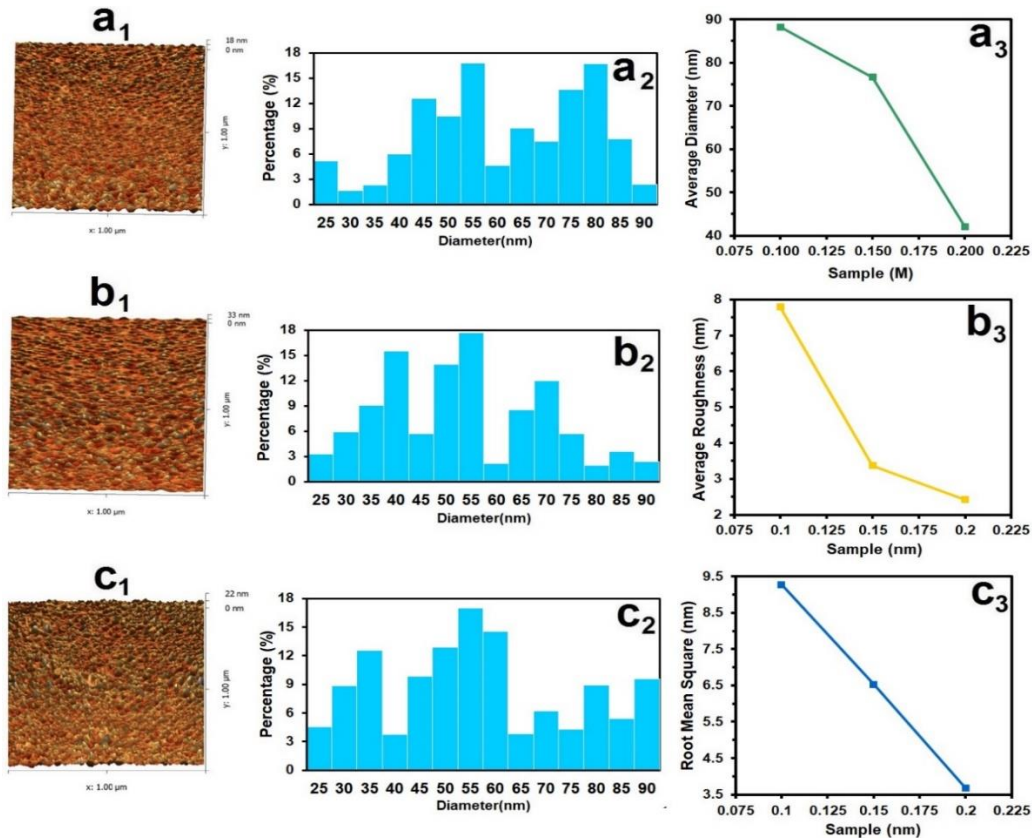 a1
18 nm
0 nm
y: 1.00 µm
x: 1.00 µm
a2
Percentage (%)
18
15
12
9
6
3
0
25 30 35 40 45 50 55 60 65 70 75 80 85 90
Diameter(nm)
a3
Average Diameter (nm)
90
80
70
60
50
40
0.075 0.100 0.125 0.150 0.175 0.200 0.225
Sample (M)
b1
33 nm
0 nm
y: 1.00 µm
x: 1.00 µm
b2
Percentage (%)
18
15
12
9
6
3
0
25 30 35 40 45 50 55 60 65 70 75 80 85 90
Diameter(nm)
b3
Average Roughness (nm)
8
7
6
5
4
3
2
0.075 0.1 0.125 0.15 0.175 0.2 0.225
Sample (nm)
c1
22 nm
0 nm
y: 1.00 µm
x: 1.00 µm
c2
Percentage (%)
18
15
12
9
6
3
0
25 30 35 40 45 50 55 60 65 70 75 80 85 90
Diameter(nm)
c3
Root Mean Square (nm)
9.5
8.5
7.5
6.5
5.5
4.5
3.5
0.075 0.1 0.125 0.15 0.175 0.2 0.225
Sample (nm)